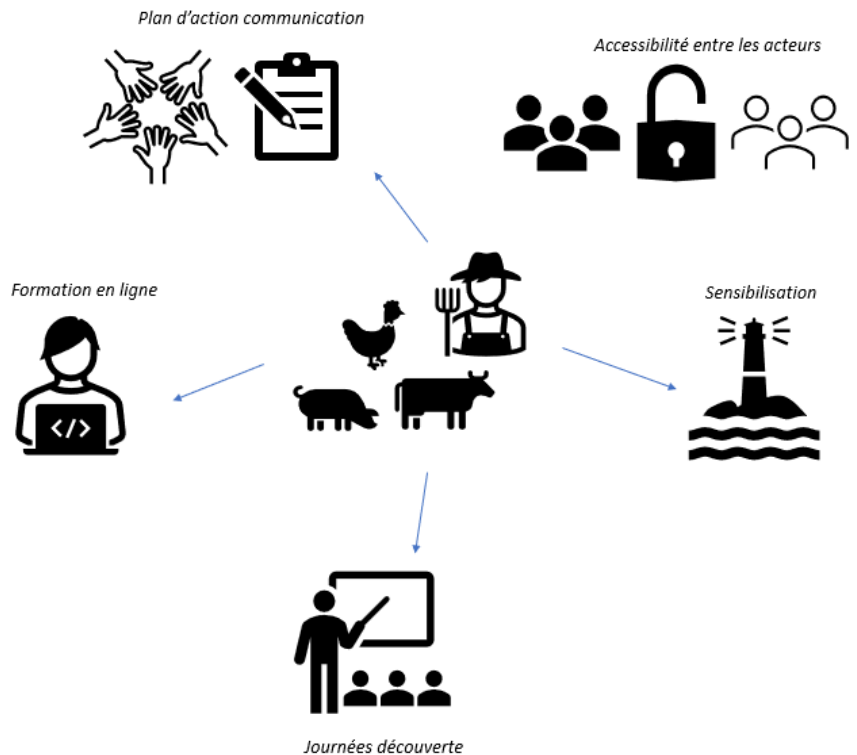 Plan d'action communication
Accessibilité entre les acteurs
Formation en ligne
Sensibilisation
</>
Journées découverte